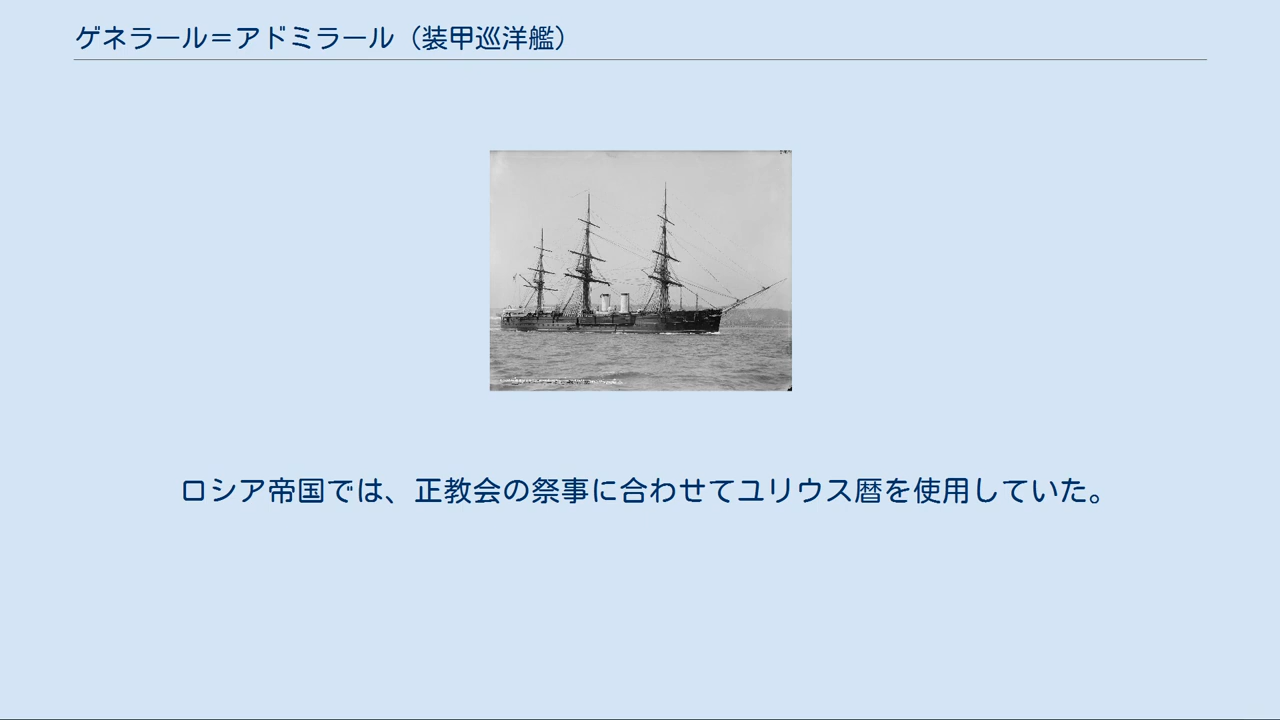 ゲネラール＝アドミラール（装甲巡洋艦）
ロシア帝国では、正教会の祭事に合わせてユリウス暦を使用していた。